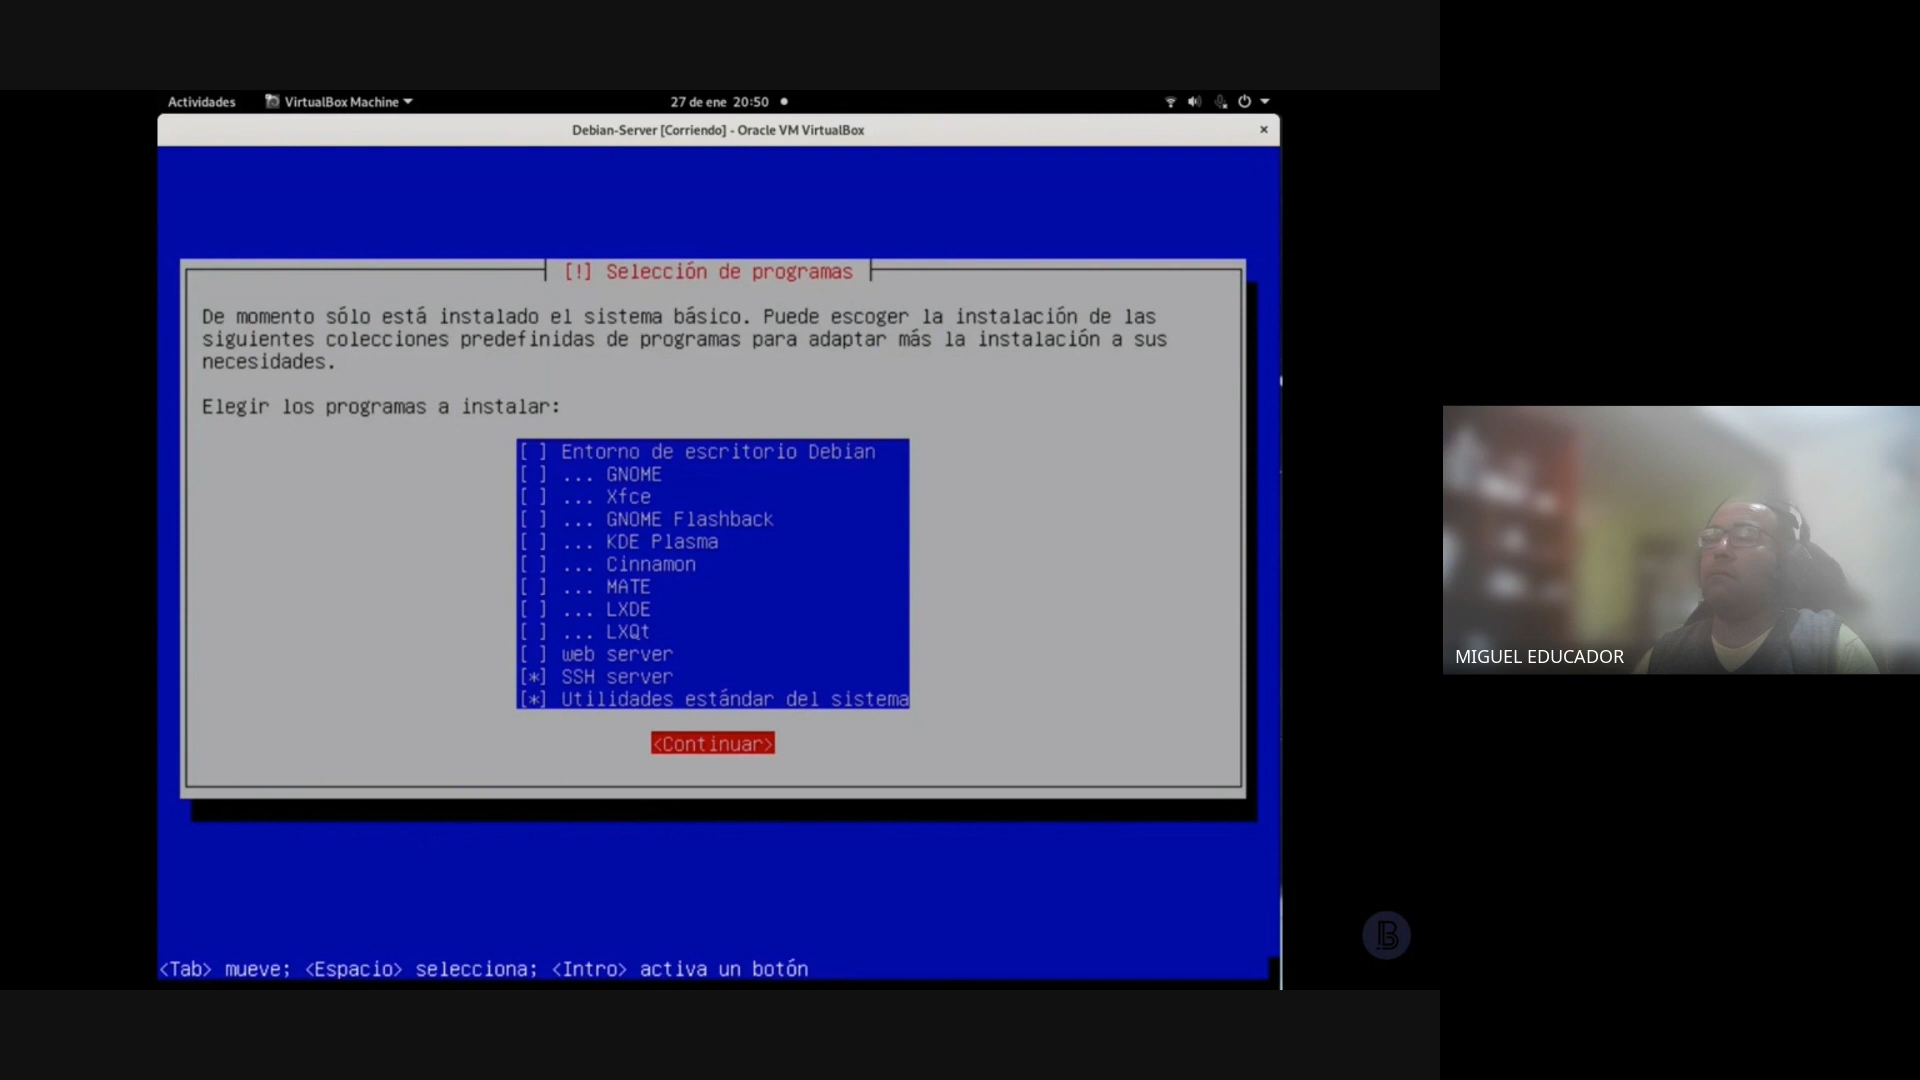 Actividades VirtualBox Machine 27 de ene 20:50
Debian-Server [Corriendo] - Oracle VM VirtualBox
[!] Selección de programas
De momento sólo está instalado el sistema básico. Puede escoger la instalación de las
siguientes colecciones predefinidas de programas para adaptar más la instalación a sus
necesidades.
Elegir los programas a instalar:
[ ] Entorno de escritorio Debian
[ ] ... GNOME
[ ] ... Xfce
[ ] ... GNOME Flashback
[ ] ... KDE Plasma
[ ] ... Cinnamon
[ ] ... MATE
[ ] ... LXDE
[ ] ... LXQt
[ ] web server
[*] SSH server
[*] Utilidades estándar del sistema
<Continuar>
<Tab> mueve; <Espacio> selecciona; <Intro> activa un botón
MIGUEL EDUCADOR
B